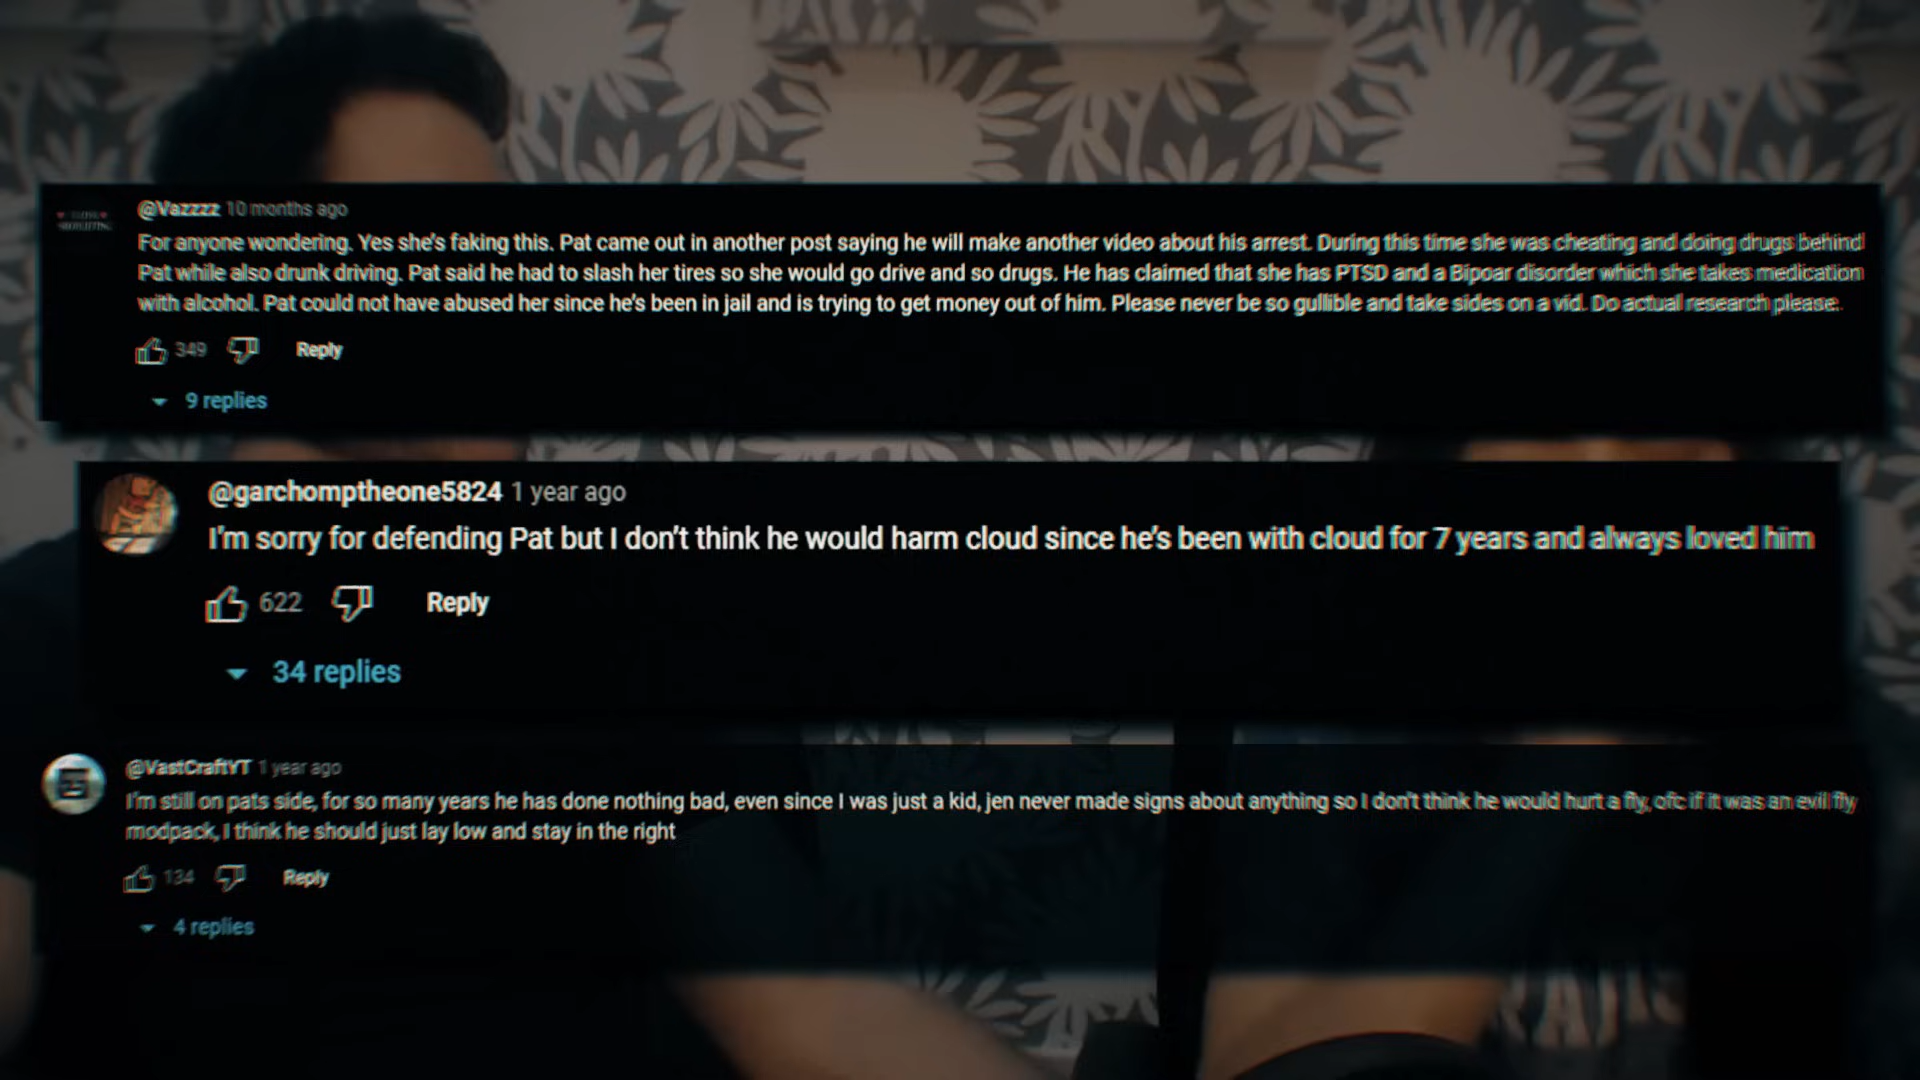 @Vazzzz 10 months ago
For anyone wondering. Yes she's faking this. Pat came out in another post saying he will make another video about his arrest. During this time she was cheating and doing drugs behind
Pat while also drunk driving. Pat said he had to slash her tires so she would go drive and so drugs. He has claimed that she has PTSD and a Bipoar disorder which she takes medication
with alcohol. Pat could not have abused her since he's been in jail and is trying to get money out of him. Please never be so gullible and take sides on a vid. Do actual research please.
349 Reply
9 replies
@garchomptheone5824 1 year ago
I'm sorry for defending Pat but I don't think he would harm cloud since he's been with cloud for 7 years and always loved him
622 Reply
34 replies
@VastCraftYT 1 year ago
I'm still on pats side, for so many years he has done nothing bad, even since I was just a kid, jen never made signs about anything so I don't think he would hurt a fly, ofc if it was an evil fly
modpack, I think he should just lay low and stay in the right
134 Reply
4 replies